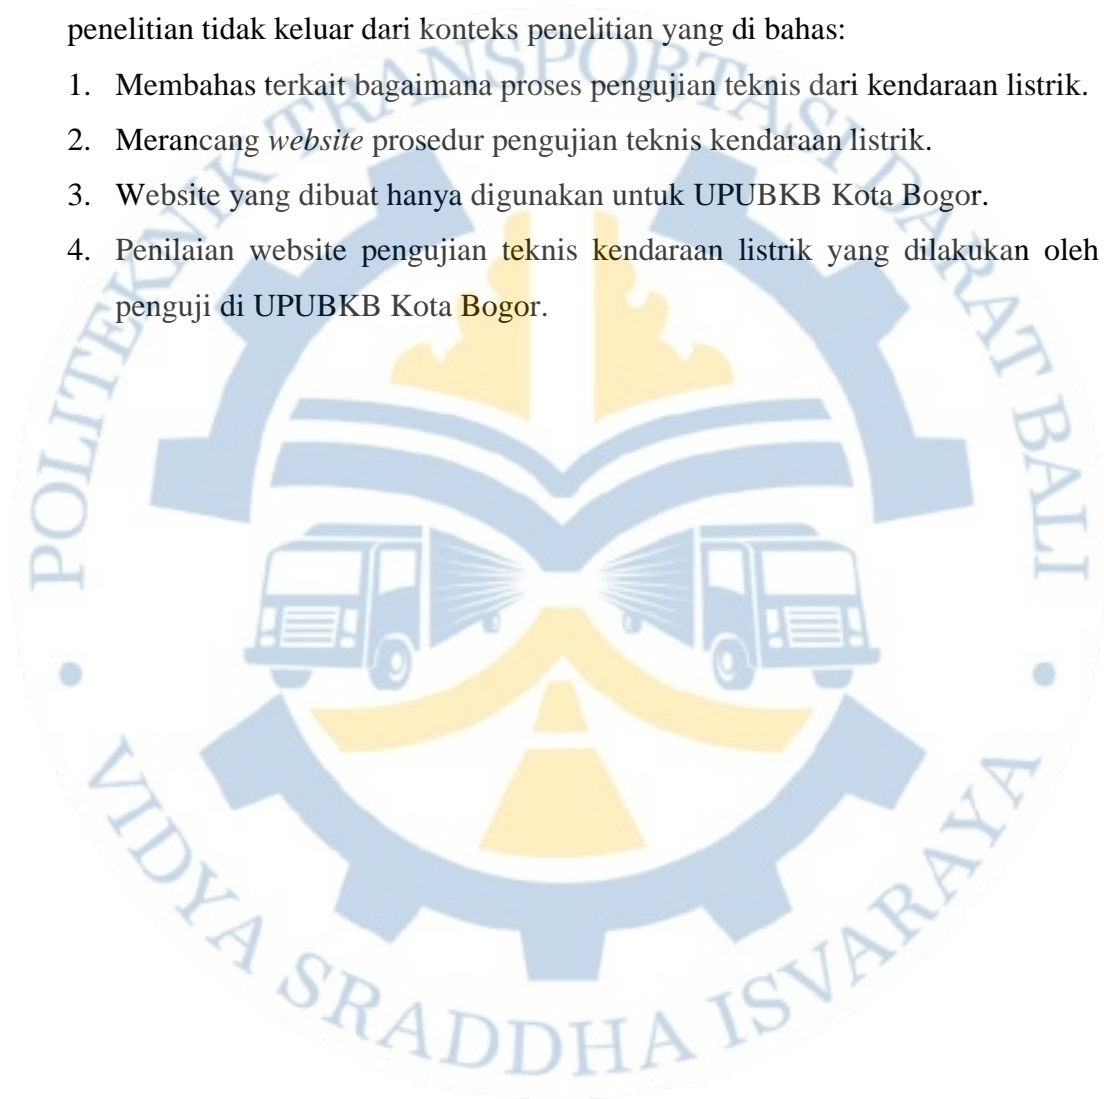 penelitian tidak keluar dari konteks penelitian yang di bahas:
1. Membahas terkait bagaimana proses pengujian teknis dari kendaraan listrik.
2. Merancang website prosedur pengujian teknis kendaraan listrik.
3. Website yang dibuat hanya digunakan untuk UPUBKB Kota Bogor.
4. Penilaian website pengujian teknis kendaraan listrik yang dilakukan oleh
penguji di UPUBKB Kota Bogor.
POLITEKNIK TRANSPORTASI DARAT BALI
VIDYA SRADDHA ISVARAYA